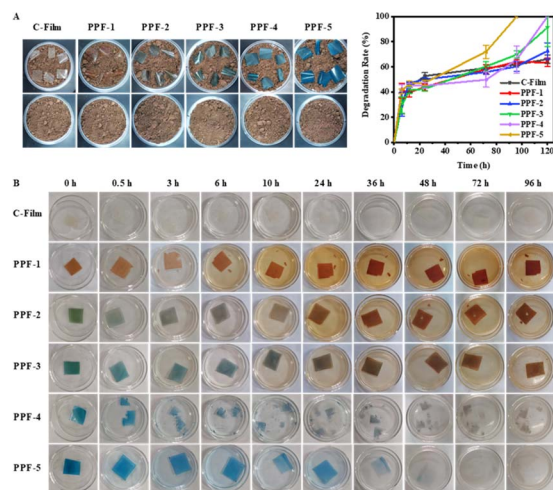 C-Film PPF-1 PPF-2 PPF-3 PPF-4 PPF-5
A
Degradation Rate (%)
100
80
60
40
20
0
C-Film
PPF-1
PPF-2
PPF-3
PPF-4
PPF-5
0 20 40 60 80 100 120
Time (h)
B
0 h 0.5 h 3 h 6 h 10 h 24 h 36 h 48 h 72 h 96 h
C-Film
PPF-1
PPF-2
PPF-3
PPF-4
PPF-5